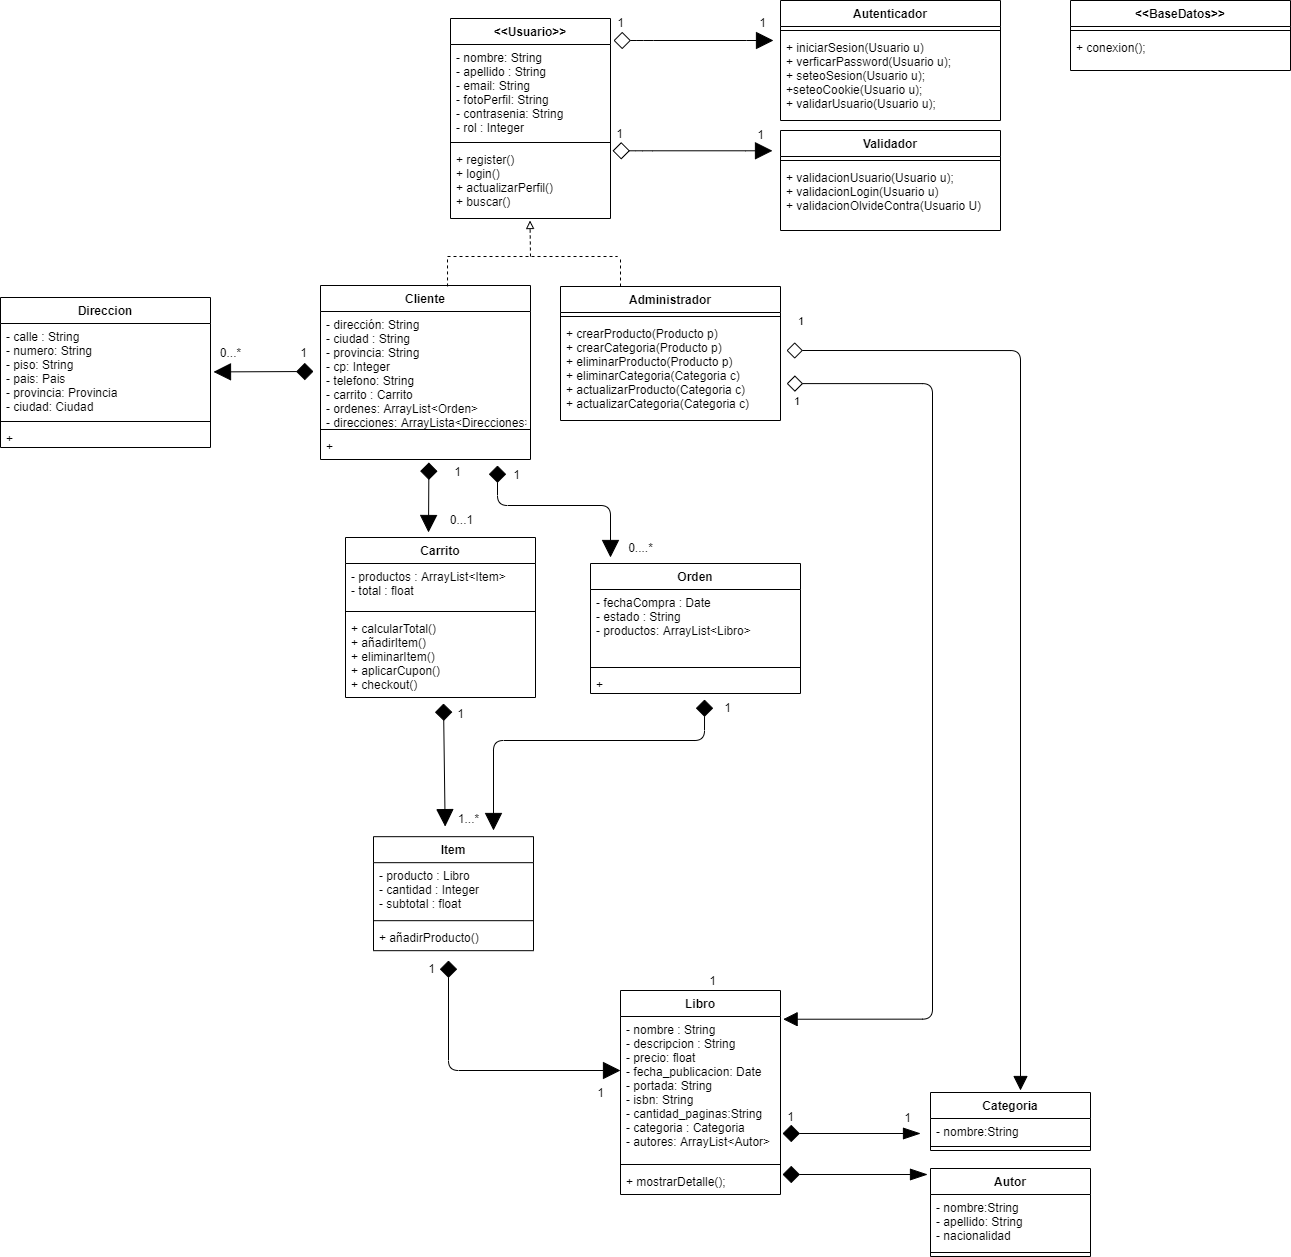 <<Usuario>>
- nombre: String
- apellido : String
- email: String
- fotoPerfil: String
- contrasenia: String
- rol : Integer
+ register()
+ login()
+ actualizarPerfil()
+ buscar()
1
1
1
1
Autenticador
+ iniciarSesion(Usuario u)
+ verficarPassword(Usuario u);
+ seteoSesion(Usuario u);
+seteoCookie(Usuario u);
+ validarUsuario(Usuario u);
Validador
+ validacionUsuario(Usuario u);
+ validacionLogin(Usuario u)
+ validacionOlvideContra(Usuario U)
<<BaseDatos>>
+ conexion();
Direccion
- calle : String
- numero: String
- piso: String
- pais: Pais
- provincia: Provincia
- ciudad: Ciudad
+
0...*
1
Cliente
- dirección: String
- ciudad : String
- provincia: String
- cp: Integer
- telefono: String
- carrito : Carrito
- ordenes: ArrayList<Orden>
- direcciones: ArrayLista<Direcciones>
+
Administrador
+ crearProducto(Producto p)
+ crearCategoria(Producto p)
+ eliminarProducto(Producto p)
+ eliminarCategoria(Categoria c)
+ actualizarProducto(Categoria c)
+ actualizarCategoria(Categoria c)
1
1
1
1
0...1
0....*
Carrito
- productos : ArrayList<Item>
- total : float
+ calcularTotal()
+ añadirItem()
+ eliminarItem()
+ aplicarCupon()
+ checkout()
Orden
- fechaCompra : Date
- estado : String
- productos: ArrayList<Libro>
+
1
1
1...*
Item
- producto : Libro
- cantidad : Integer
- subtotal : float
+ añadirProducto()
1
1
1
Libro
- nombre : String
- descripcion : String
- precio: float
- fecha_publicacion: Date
- portada: String
- isbn: String
- cantidad_paginas:String
- categoria : Categoria
- autores: ArrayList<Autor>
+ mostrarDetalle();
1
1
Categoria
- nombre:String
Autor
- nombre:String
- apellido: String
- nacionalidad